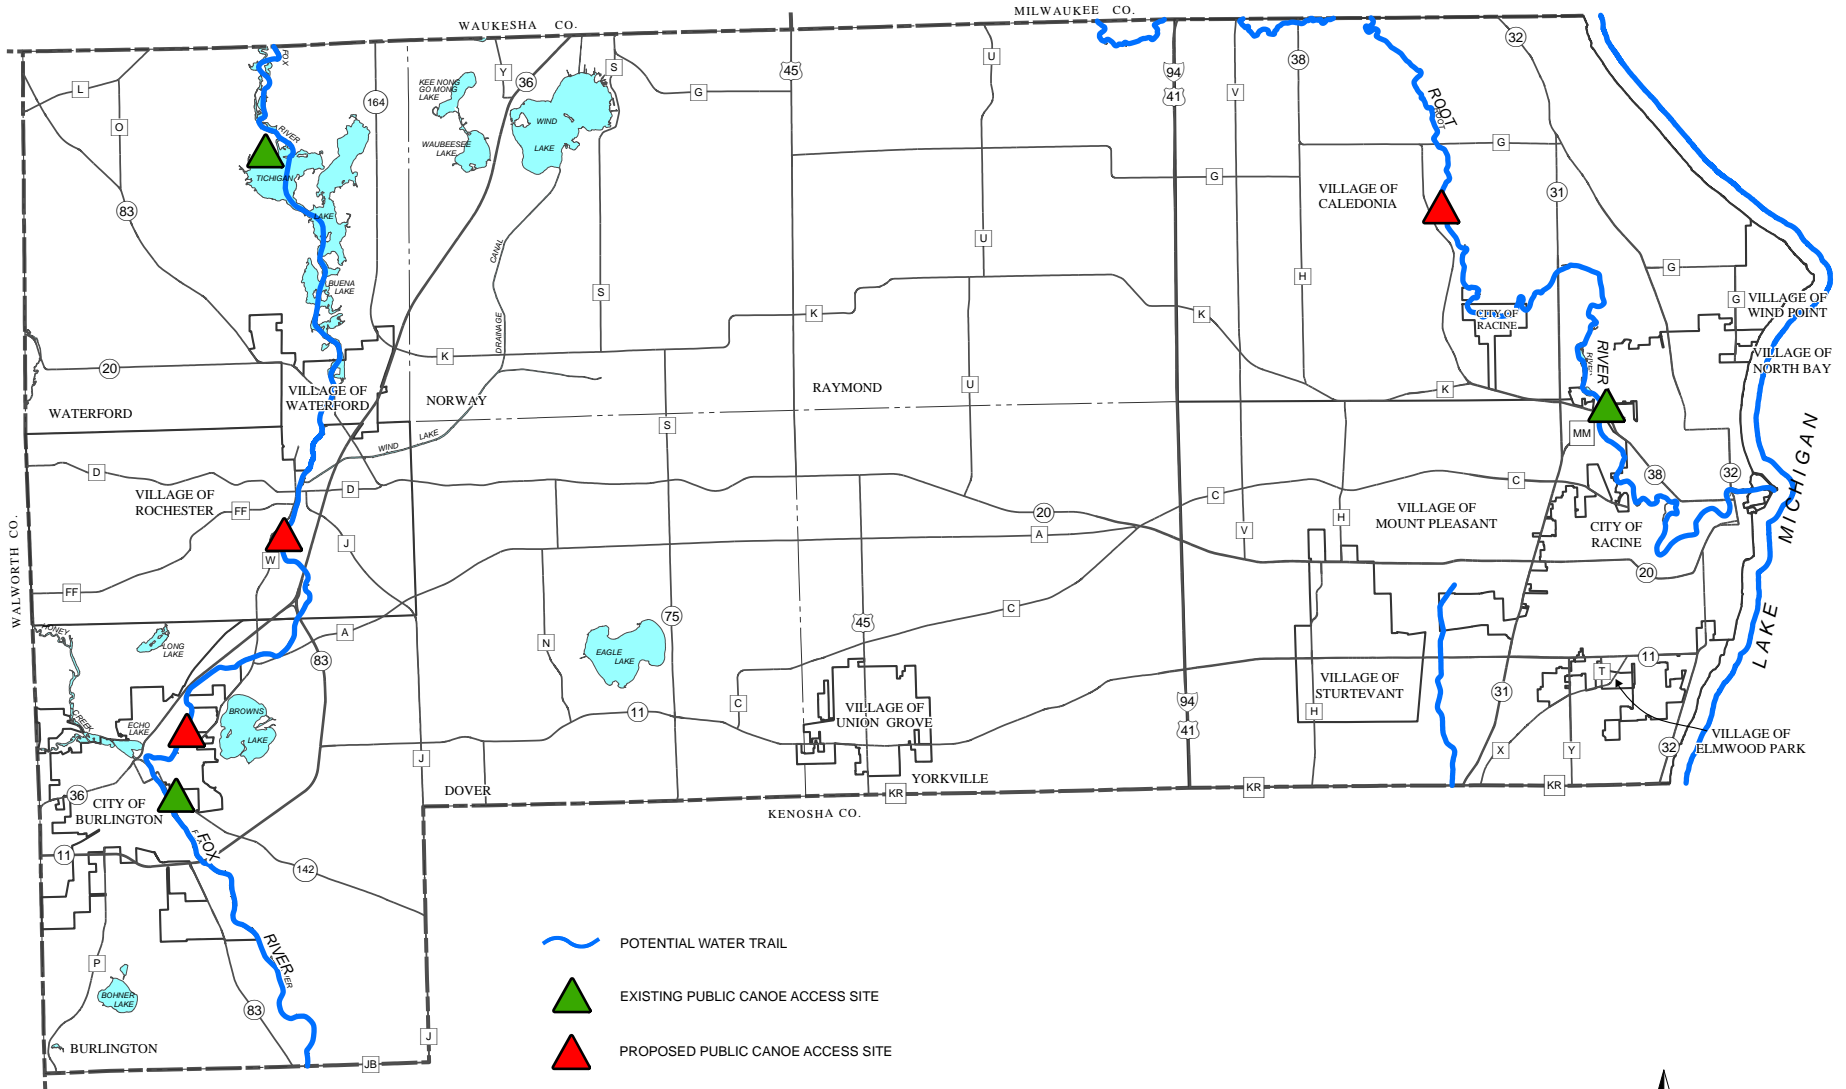 WAUKESHA CO.
MILWAUKEE CO.
WALWORTH CO.
KENOSHA CO.
FOX
RIVER
L
O
83
164
TICHIGAN
LAKE
BUENA
LAKE
KEE NONG
GO MONG
LAKE
WAUBEESEE
LAKE
Y
36
S
G
WIND
LAKE
45
U
94
41
V
38
32
ROOT
ROOT
G
31
G
VILLAGE OF
CALEDONIA
U
H
S
CANAL
DRAINAGE
K
K
G
G
VILLAGE OF
WIND POINT
CITY OF
RACINE
RIVER
RIVER
VILLAGE OF
NORTH BAY
20
K
VILLAGE OF
WATERFORD
NORWAY
RAYMOND
U
K
WATERFORD
S
WIND
LAKE
MM
38
32
D
D
VILLAGE OF
ROCHESTER
FF
J
W
20
A
C
C
V
H
VILLAGE OF
MOUNT PLEASANT
CITY OF
RACINE
20
LAKE MICHIGAN
FF
HONEY
CREEK
LONG
LAKE
A
83
N
EAGLE
LAKE
75
45
C
C
11
31
T
VILLAGE OF
STURTEVANT
H
94
41
X
Y
32
VILLAGE OF
ELMWOOD PARK
ECHO
LAKE
BROWNS
LAKE
11
VILLAGE OF
UNION GROVE
J
DOVER
YORKVILLE
KR
KR
KR
36
CITY OF
BURLINGTON
FOX
11
142
RIVER
P
BOHNER
LAKE
83
BURLINGTON
J
JB
POTENTIAL WATER TRAIL
EXISTING PUBLIC CANOE ACCESS SITE
PROPOSED PUBLIC CANOE ACCESS SITE